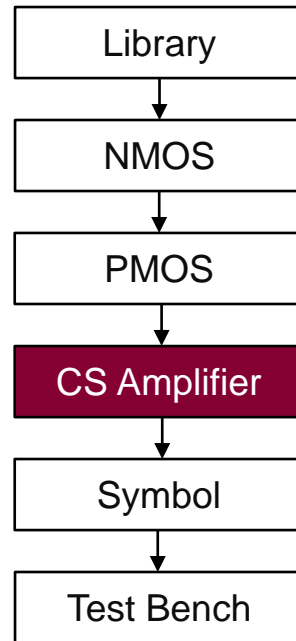 Library
NMOS
PMOS
CS Amplifier
Symbol
Test Bench